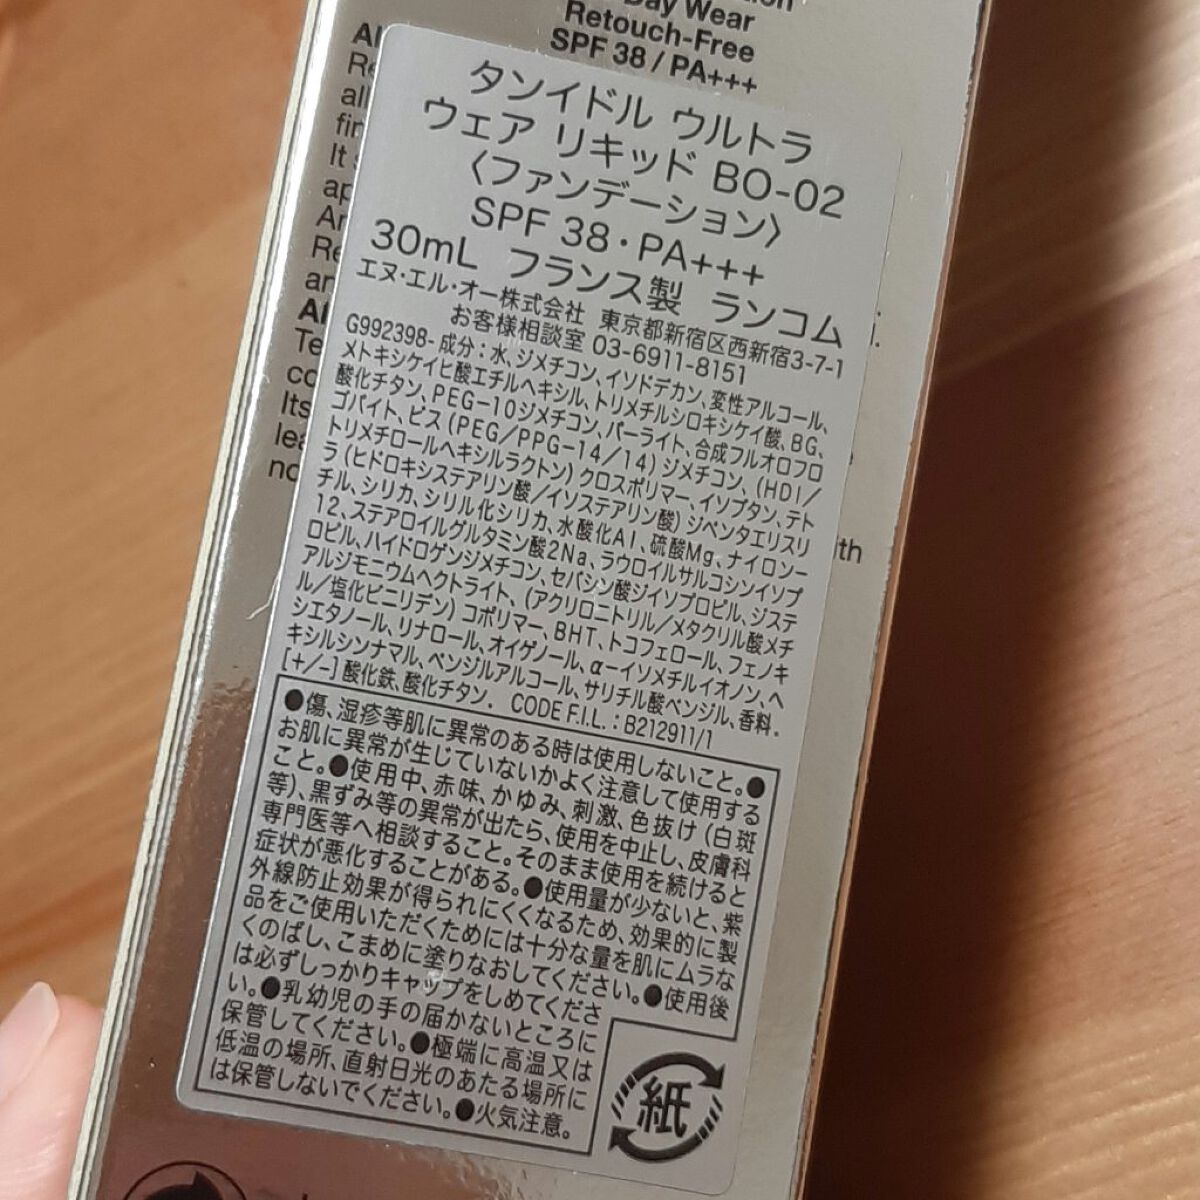 Day Wear
Retouch-Free
SPF 38 / PA+++
タンイドル ウルトラ
ウェア リキッド BO-02
〈ファンデーション〉
SPF 38・PA+++
30mL フランス製 ランコム
エヌ・エル・オー株式会社 東京都新宿区西新宿3-7-1
お客様相談室 03-6911-8151
G992398- 成分：水、ジメチコン、イソドデカン、変性アルコール、
メトキシケイヒ酸エチルヘキシル、トリメチルシロキシケイ酸、BG、
酸化チタン、PEG-10ジメチコン、パーライト、合成フルオロフロ
ゴパイト、ビス（PEG/PPG-14/14）ジメチコン、（HDI/
トリメチロールヘキシルラクトン）クロスポリマー、イソブタン、テト
ラ（ヒドロキシステアリン酸/イソステアリン酸）ジペンタエリスリ
チル、シリカ、シリル化シリカ、水酸化Al、硫酸Mg、ナイロン-
12、ステアロイルグルタミン酸2Na、ラウロイルサルコシンイソプ
ロピル、ハイドロゲンジメチコン、セバシン酸ジイソプロピル、ジステ
アルジモニウムヘクトライト、（アクリロニトリル/メタクリル酸メチ
ル/塩化ビニリデン）コポリマー、BHT、トコフェロール、フェノキ
シエタノール、リナロール、オイゲノール、α-イソメチルイオノン、ヘ
キシルシンナマル、ベンジルアルコール、サリチル酸ベンジル、香料.
[+/-] 酸化鉄、酸化チタン. CODE F.I.L. : B212911/1
●傷、湿疹等肌に異常のある時は使用しないこと。●
お肌に異常が生じていないかよく注意して使用する
こと。●使用中、赤味、かゆみ、刺激、色抜け（白斑
等）、黒ずみ等の異常が出たら、使用を中止し、皮膚科
専門医等へ相談すること。そのまま使用を続けると
症状が悪化することがある。●使用量が少ないと、紫
外線防止効果が得られにくくなるため、効果的に製
品をご使用いただくためには十分な量を肌にムラな
くのばし、こまめに塗りなおしてください。●使用後
は必ずしっかりキャップをしめてくださ
い。●乳幼児の手の届かないところに
保管してください。●極端に高温又は
低温の場所、直射日光のあたる場所に
は保管しないでください。●火気注意。
紙